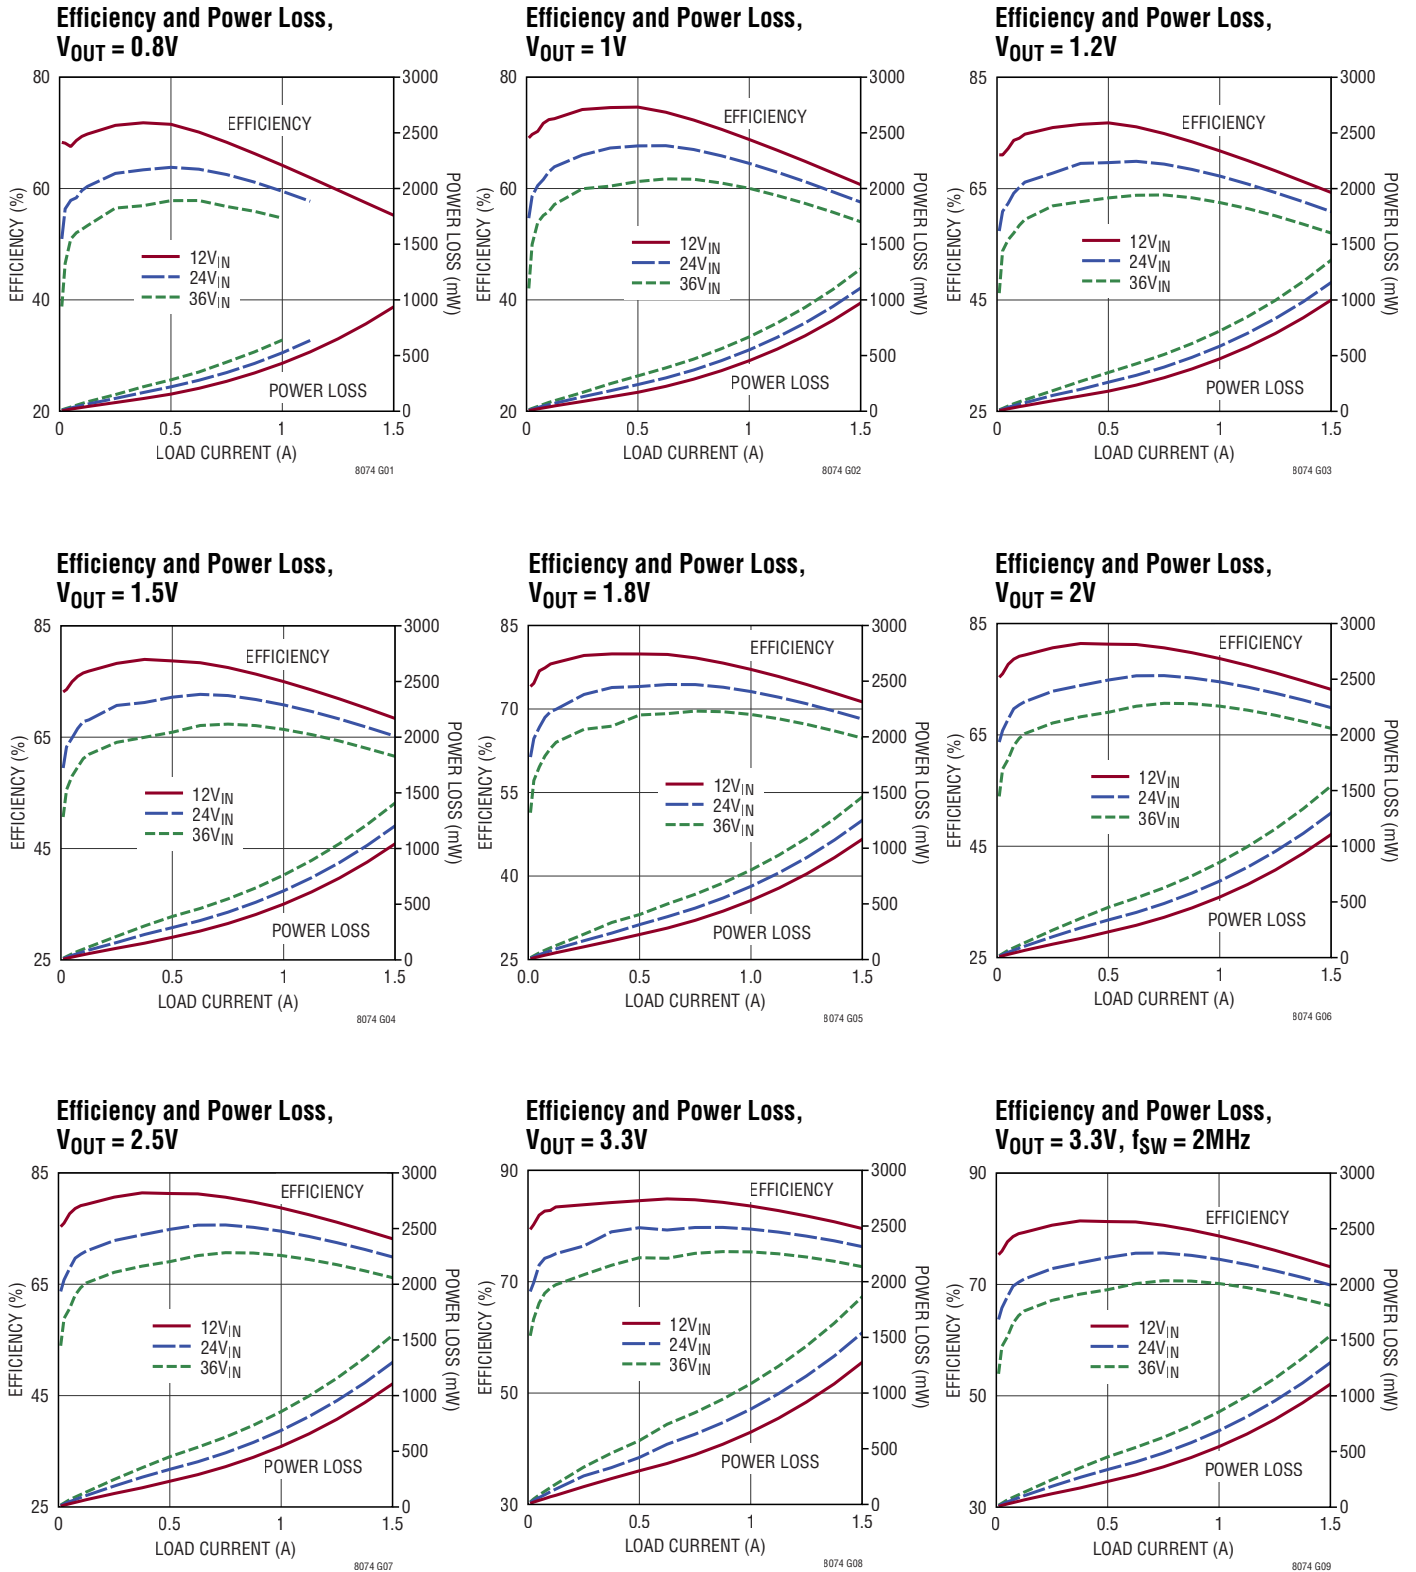 Efficiency and Power Loss,
VOUT = 0.8V
80
60
40
20
3000
2500
2000
1500
1000
500
0
EFFICIENCY (%)
POWER LOSS (mW)
EFFICIENCY
12VIN
24VIN
36VIN
POWER LOSS
0
0.5
1
1.5
LOAD CURRENT (A)
8074 G01
Efficiency and Power Loss,
VOUT = 1V
80
60
40
20
3000
2500
2000
1500
1000
500
0
EFFICIENCY (%)
POWER LOSS (mW)
EFFICIENCY
12VIN
24VIN
36VIN
POWER LOSS
0
0.5
1
1.5
LOAD CURRENT (A)
8074 G02
Efficiency and Power Loss,
VOUT = 1.2V
85
65
45
25
3000
2500
2000
1500
1000
500
0
EFFICIENCY (%)
POWER LOSS (mW)
EFFICIENCY
12VIN
24VIN
36VIN
POWER LOSS
0
0.5
1
1.5
LOAD CURRENT (A)
8074 G03
Efficiency and Power Loss,
VOUT = 1.5V
85
65
45
25
3000
2500
2000
1500
1000
500
0
EFFICIENCY (%)
POWER LOSS (mW)
EFFICIENCY
12VIN
24VIN
36VIN
POWER LOSS
0
0.5
1
1.5
LOAD CURRENT (A)
8074 G04
Efficiency and Power Loss,
VOUT = 1.8V
85
70
55
40
25
3000
2500
2000
1500
1000
500
0
EFFICIENCY (%)
POWER LOSS (mW)
EFFICIENCY
12VIN
24VIN
36VIN
POWER LOSS
0.0
0.5
1.0
1.5
LOAD CURRENT (A)
8074 G05
Efficiency and Power Loss,
VOUT = 2V
85
65
45
25
3000
2500
2000
1500
1000
500
0
EFFICIENCY (%)
POWER LOSS (mW)
EFFICIENCY
12VIN
24VIN
36VIN
POWER LOSS
0
0.5
1
1.5
LOAD CURRENT (A)
8074 G06
Efficiency and Power Loss,
VOUT = 2.5V
85
65
45
25
3000
2500
2000
1500
1000
500
0
EFFICIENCY (%)
POWER LOSS (mW)
EFFICIENCY
12VIN
24VIN
36VIN
POWER LOSS
0
0.5
1
1.5
LOAD CURRENT (A)
8074 G07
Efficiency and Power Loss,
VOUT = 3.3V
90
70
50
30
3000
2500
2000
1500
1000
500
0
EFFICIENCY (%)
POWER LOSS (mW)
EFFICIENCY
12VIN
24VIN
36VIN
POWER LOSS
0
0.5
1
1.5
LOAD CURRENT (A)
8074 G08
Efficiency and Power Loss,
VOUT = 3.3V, fSW = 2MHz
90
70
50
30
3000
2500
2000
1500
1000
500
0
EFFICIENCY (%)
POWER LOSS (mW)
EFFICIENCY
12VIN
24VIN
36VIN
POWER LOSS
0
0.5
1
1.5
LOAD CURRENT (A)
8074 G09